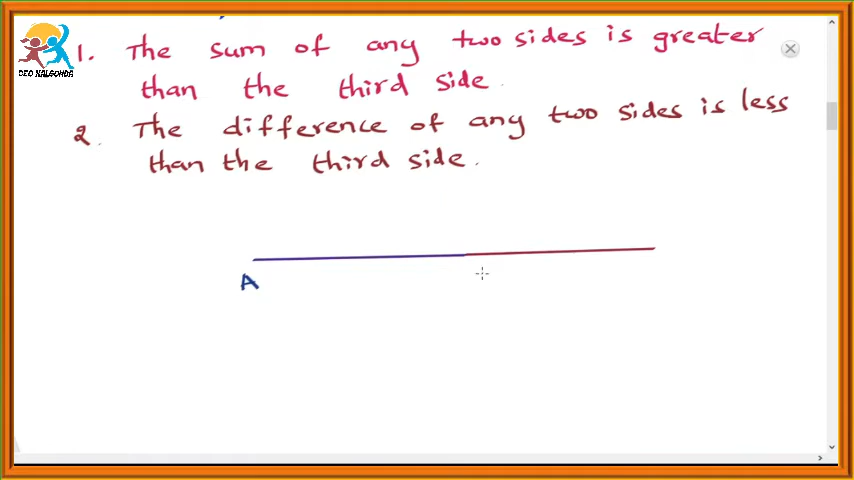 1. The sum of any two sides is greater
than the third side.
2. The difference of any two sides is less
than the third side.
A
DEO NALGONDA